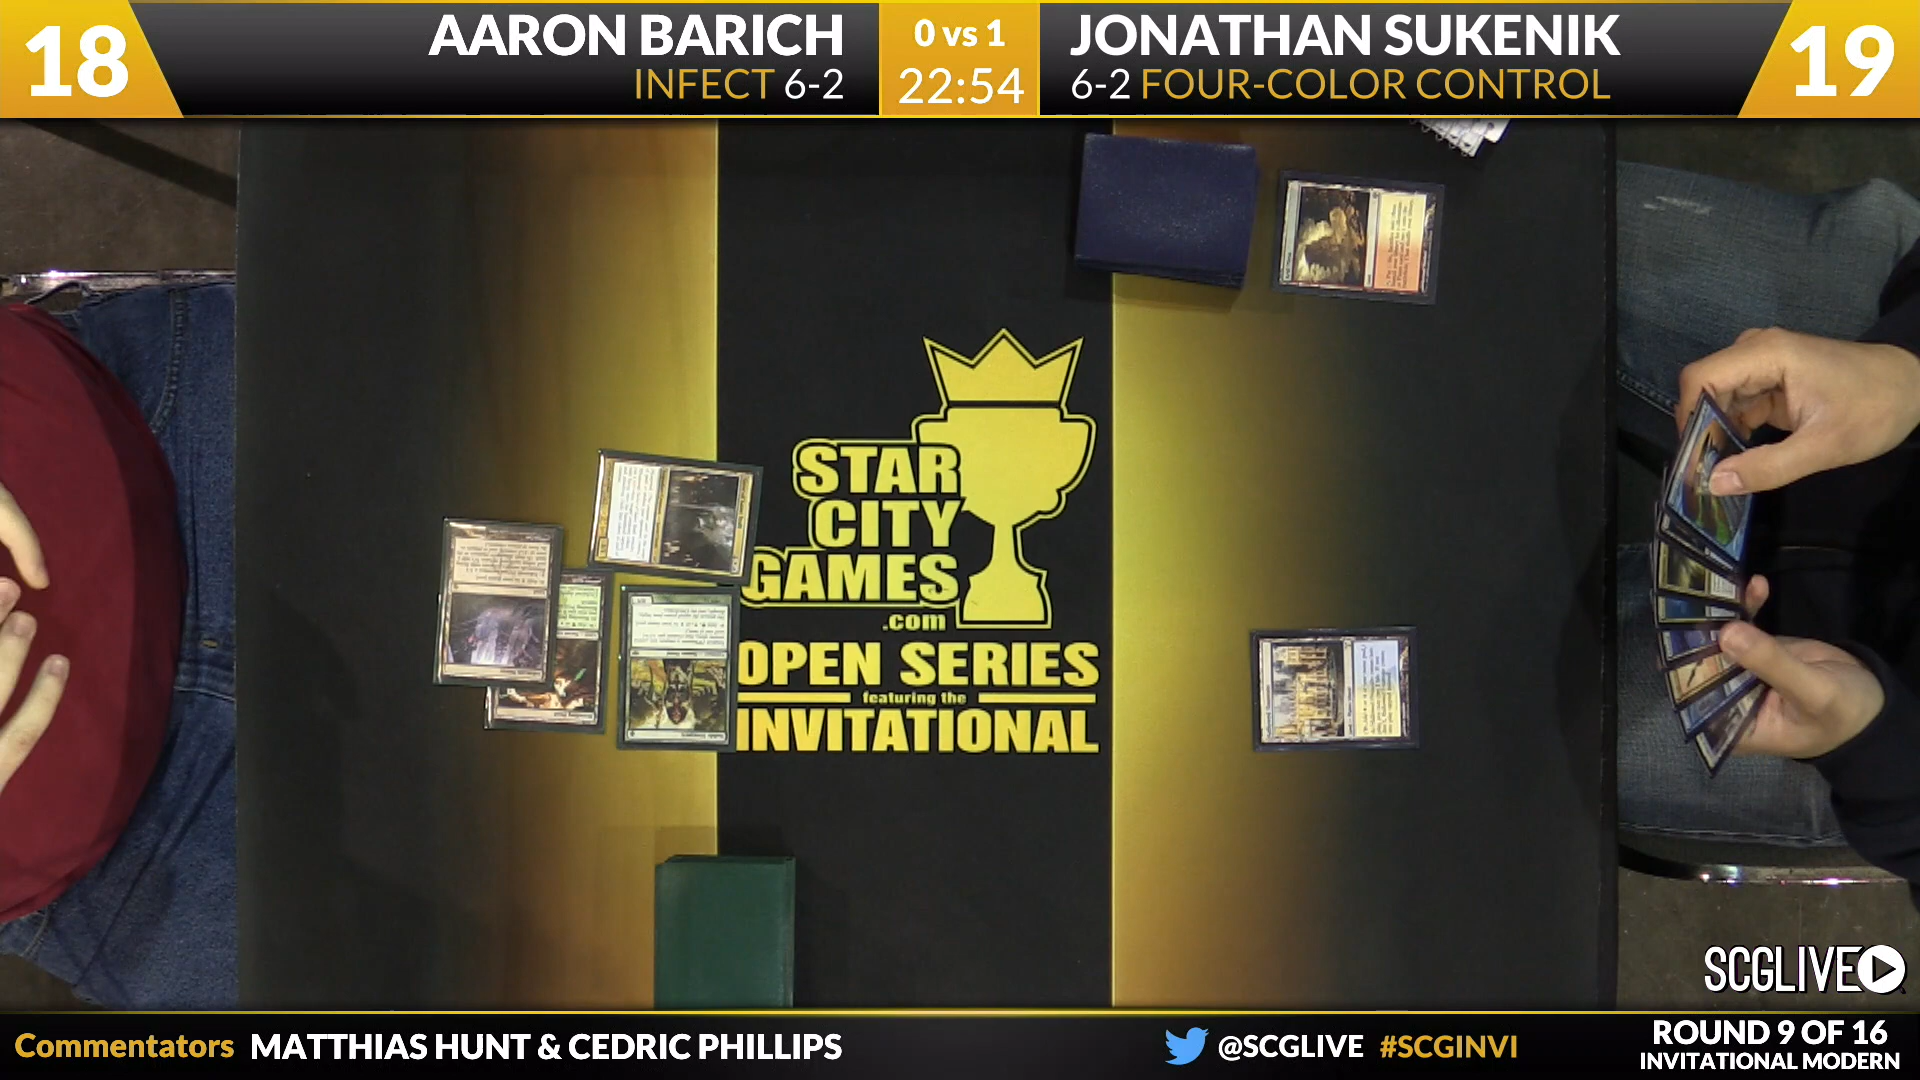 18
AARON BARICH
INFECT 6-2
0 vs 1
22:54
JONATHAN SUKENIK
6-2 FOUR-COLOR CONTROL
19
STAR
CITY
GAMES
.com
OPEN SERIES
featuring the
INVITATIONAL
SCGLIVE
Commentators MATTHIAS HUNT & CEDRIC PHILLIPS
@SCGLIVE #SCGINVI
ROUND 9 OF 16
INVITATIONAL MODERN